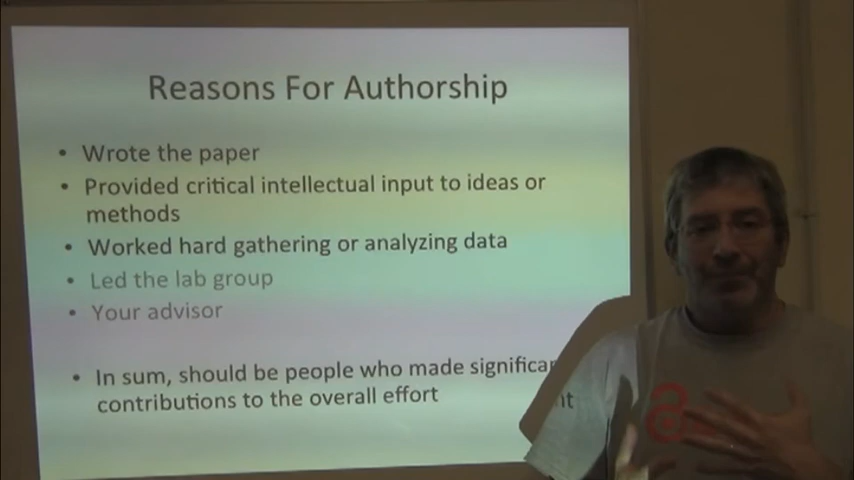 Reasons For Authorship
• Wrote the paper
• Provided critical intellectual input to ideas or
methods
• Worked hard gathering or analyzing data
• Led the lab group
• Your advisor
• In sum, should be people who made significant
contributions to the overall effort